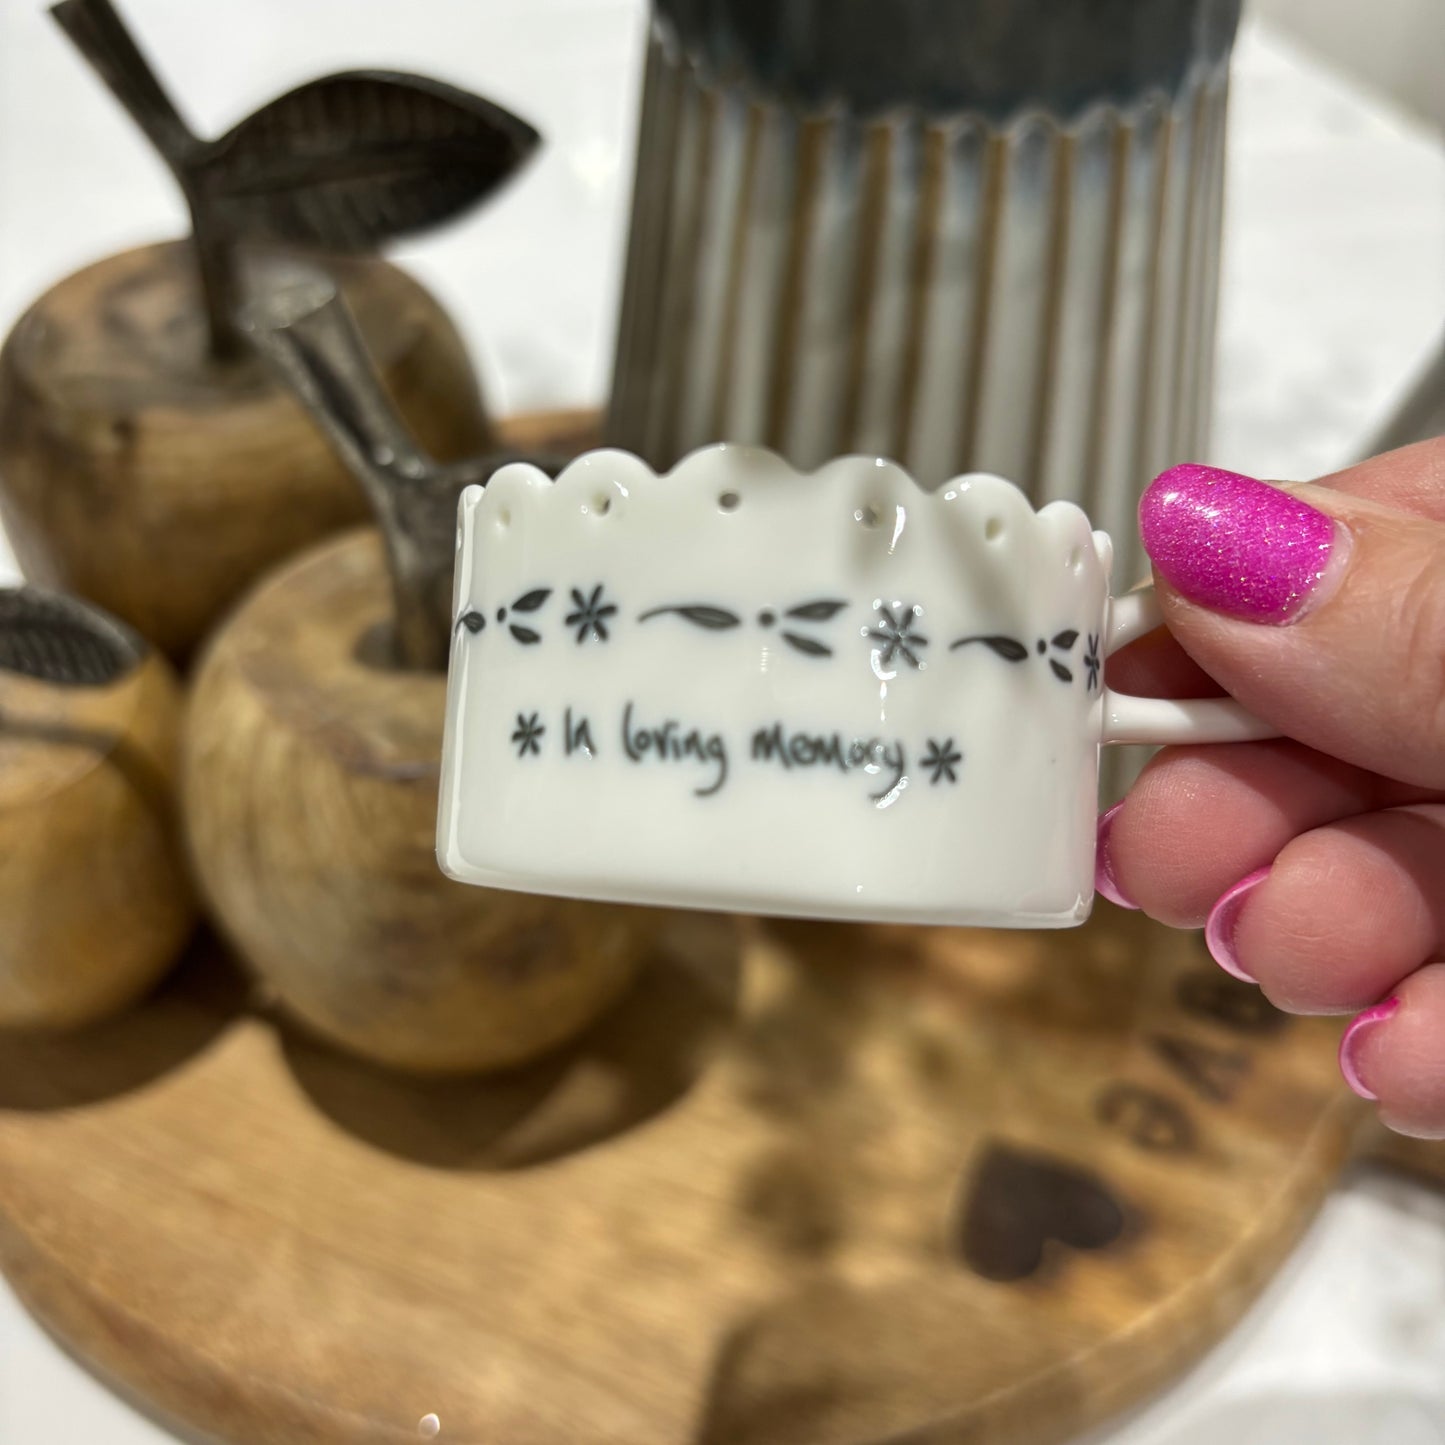 * In loving memory *